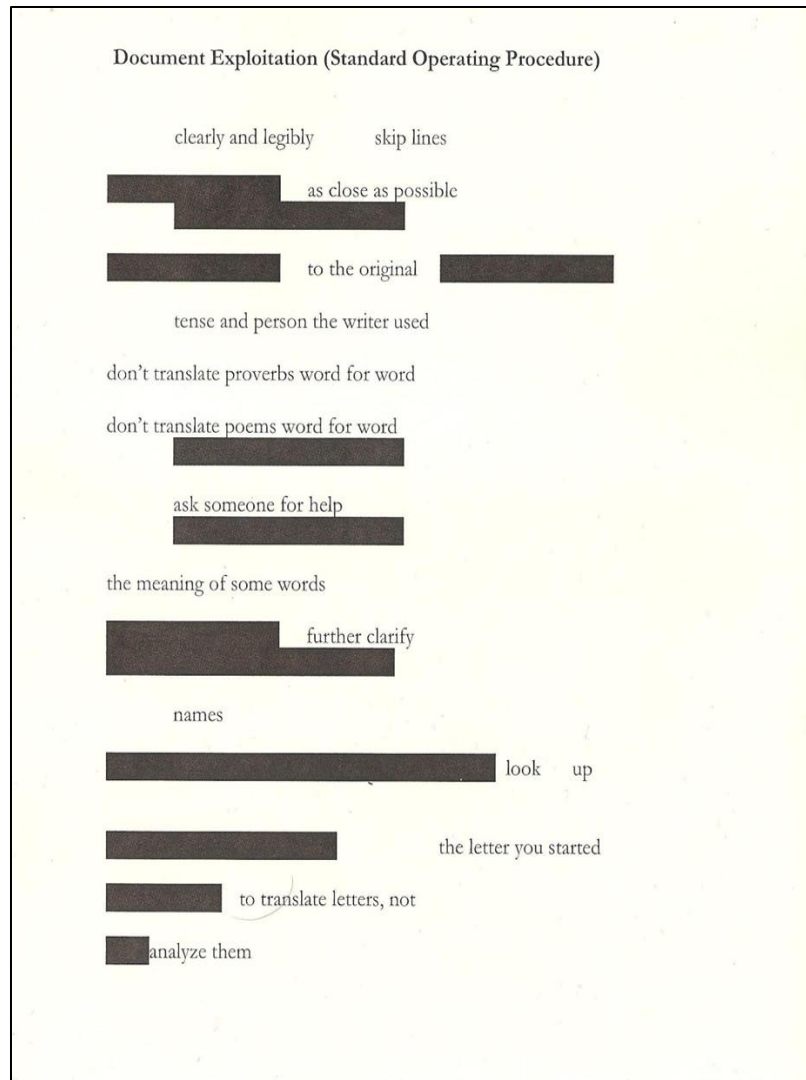 Document Exploitation (Standard Operating Procedure)
clearly and legibly skip lines
as close as possible
to the original
tense and person the writer used
don’t translate proverbs word for word
don’t translate poems word for word
ask someone for help
the meaning of some words
further clarify
names
look up
the letter you started
to translate letters, not
analyze them